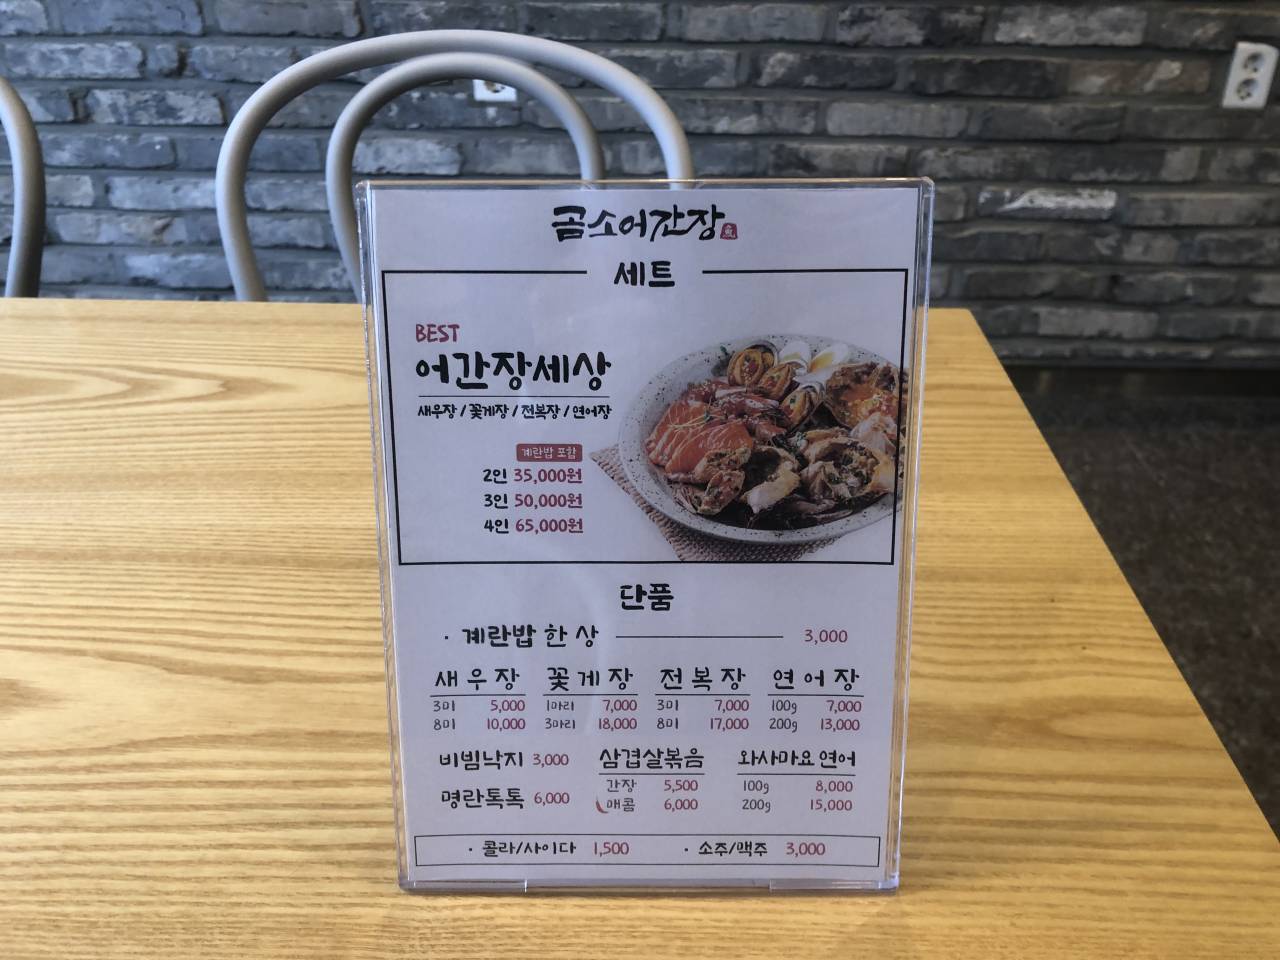 곰소어간장
세트
BEST
어간장세상
새우장 / 꽃게장 / 전복장 / 연어장
계란밥 포함
2인 35,000원
3인 50,000원
4인 65,000원
단품
· 계란밥 한 상 3,000
새우장 꽃게장 전복장 연어장
3미 5,000 1마리 7,000 3미 7,000 100g 7,000
8미 10,000 3마리 18,000 8미 17,000 200g 13,000
비빔낙지 3,000 삼겹살볶음 와사마요연어
간장 5,500 100g 8,000
명란톡톡 6,000 매콤 6,000 200g 15,000
· 콜라/사이다 1,500 · 소주/맥주 3,000